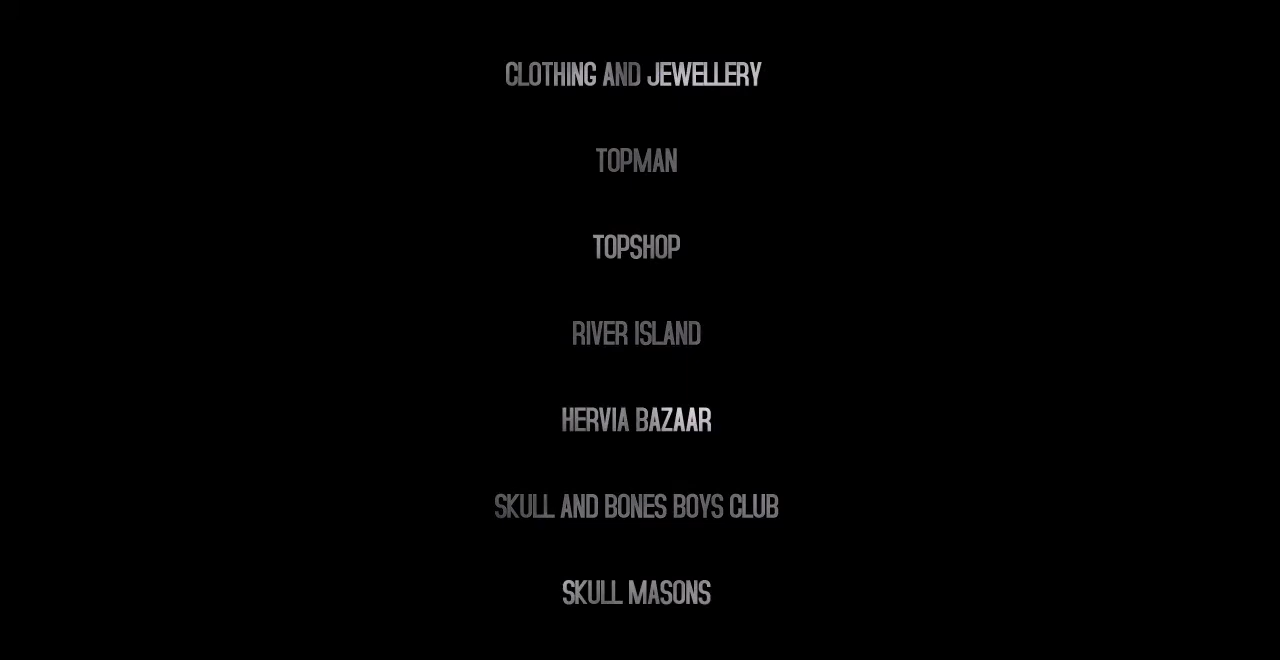 CLOTHING AND JEWELLERY
TOPMAN
TOPSHOP
RIVER ISLAND
HERVIA BAZAAR
SKULL AND BONES BOYS CLUB
SKULL MASONS